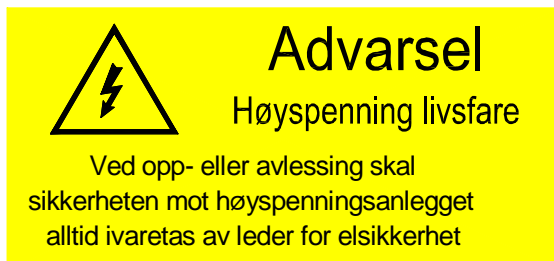 Advarsel
Høyspenning livsfare
Ved opp- eller avlessing skal
sikkerheten mot høyspenningsanlegget
alltid ivaretas av leder for elsikkerhet